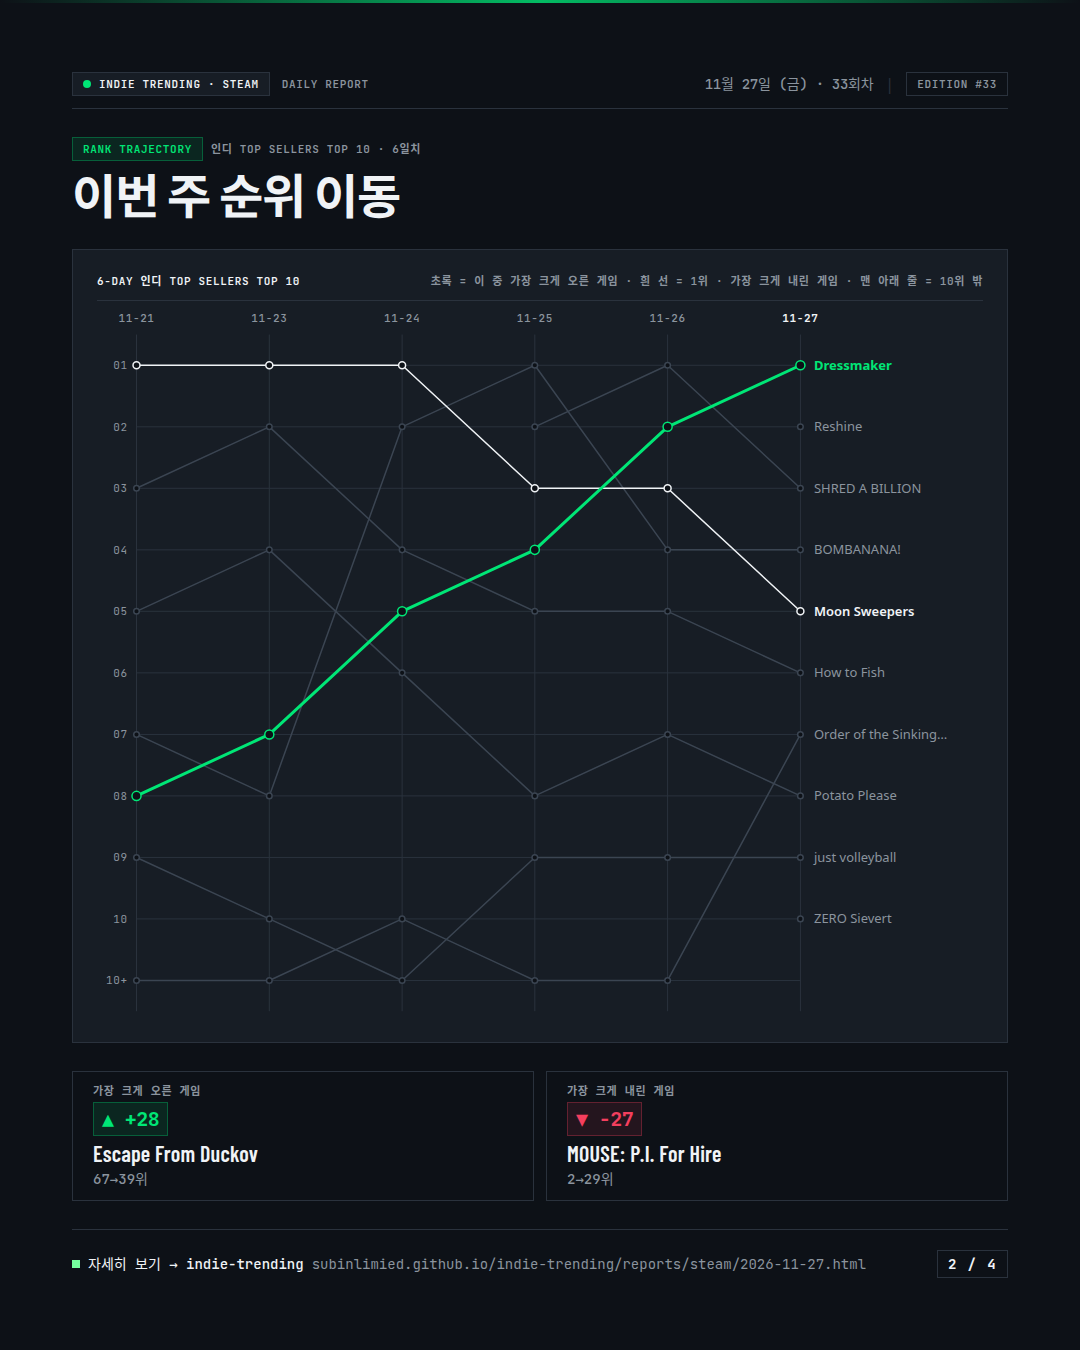 INDIE TRENDING · STEAM DAILY REPORT 11월 27일 (금) · 33회차 EDITION #33
RANK TRAJECTORY 인디 TOP SELLERS TOP 10 · 6일치
이번 주 순위 이동
6-DAY 인디 TOP SELLERS TOP 10 초록 = 이 중 가장 크게 오른 게임 · 흰 선 = 1위 · 가장 크게 내린 게임 · 맨 아래 줄 = 10위 밖
11-21 11-23 11-24 11-25 11-26 11-27
01 Dressmaker
02 Reshine
03 SHRED A BILLION
04 BOMBANANA!
05 Moon Sweepers
06 How to Fish
07 Order of the Sinking...
08 Potato Please
09 just volleyball
10 ZERO Sievert
10+
가장 크게 오른 게임
▲ +28
Escape From Duckov
67→39위
가장 크게 내린 게임
▼ -27
MOUSE: P.I. For Hire
2→29위
자세히 보기 → indie-trending subinlimied.github.io/indie-trending/reports/steam/2026-11-27.html 2 / 4